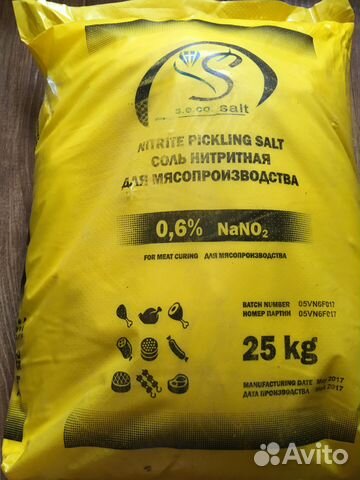 S
s.e.co. salt
NITRITE PICKLING SALT
СОЛЬ НИТРИТНАЯ
ДЛЯ МЯСОПРОИЗВОДСТВА
0,6% NaNO₂
FOR MEAT CURING ДЛЯ МЯСОПРОИЗВОДСТВА
BATCH NUMBER 05VN6F017
НОМЕР ПАРТИИ 05VN6F017
25 kg
MANUFACTURING DATE May 2017
ДАТА ПРОИЗВОДСТВА 2017
Avito